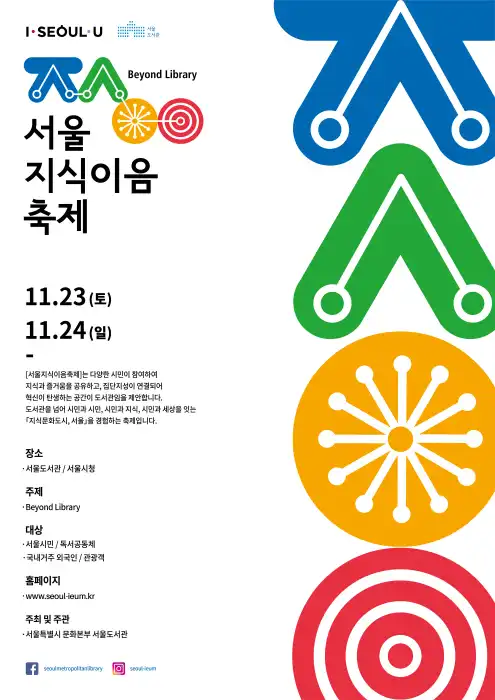 I·SEOUL·U
서울
도서관
Beyond Library
서울
지식이음
축제
11.23 (토)
11.24 (일)
-
[서울지식이음축제]는 다양한 시민이 참여하여
지식과 즐거움을 공유하고, 집단지성이 연결되어
혁신이 탄생하는 공간이 도서관임을 제안합니다.
도서관을 넘어 시민과 시민, 시민과 지식, 시민과 세상을 잇는
「지식문화도시, 서울」을 경험하는 축제입니다.
장소
· 서울도서관 / 서울시청
주제
· Beyond Library
대상
· 서울시민 / 독서공동체
· 국내거주 외국인 / 관광객
홈페이지
· www.seoul-ieum.kr
주최 및 주관
· 서울특별시 문화본부 서울도서관
seoulmetropolitanlibrary
seoul-ieum